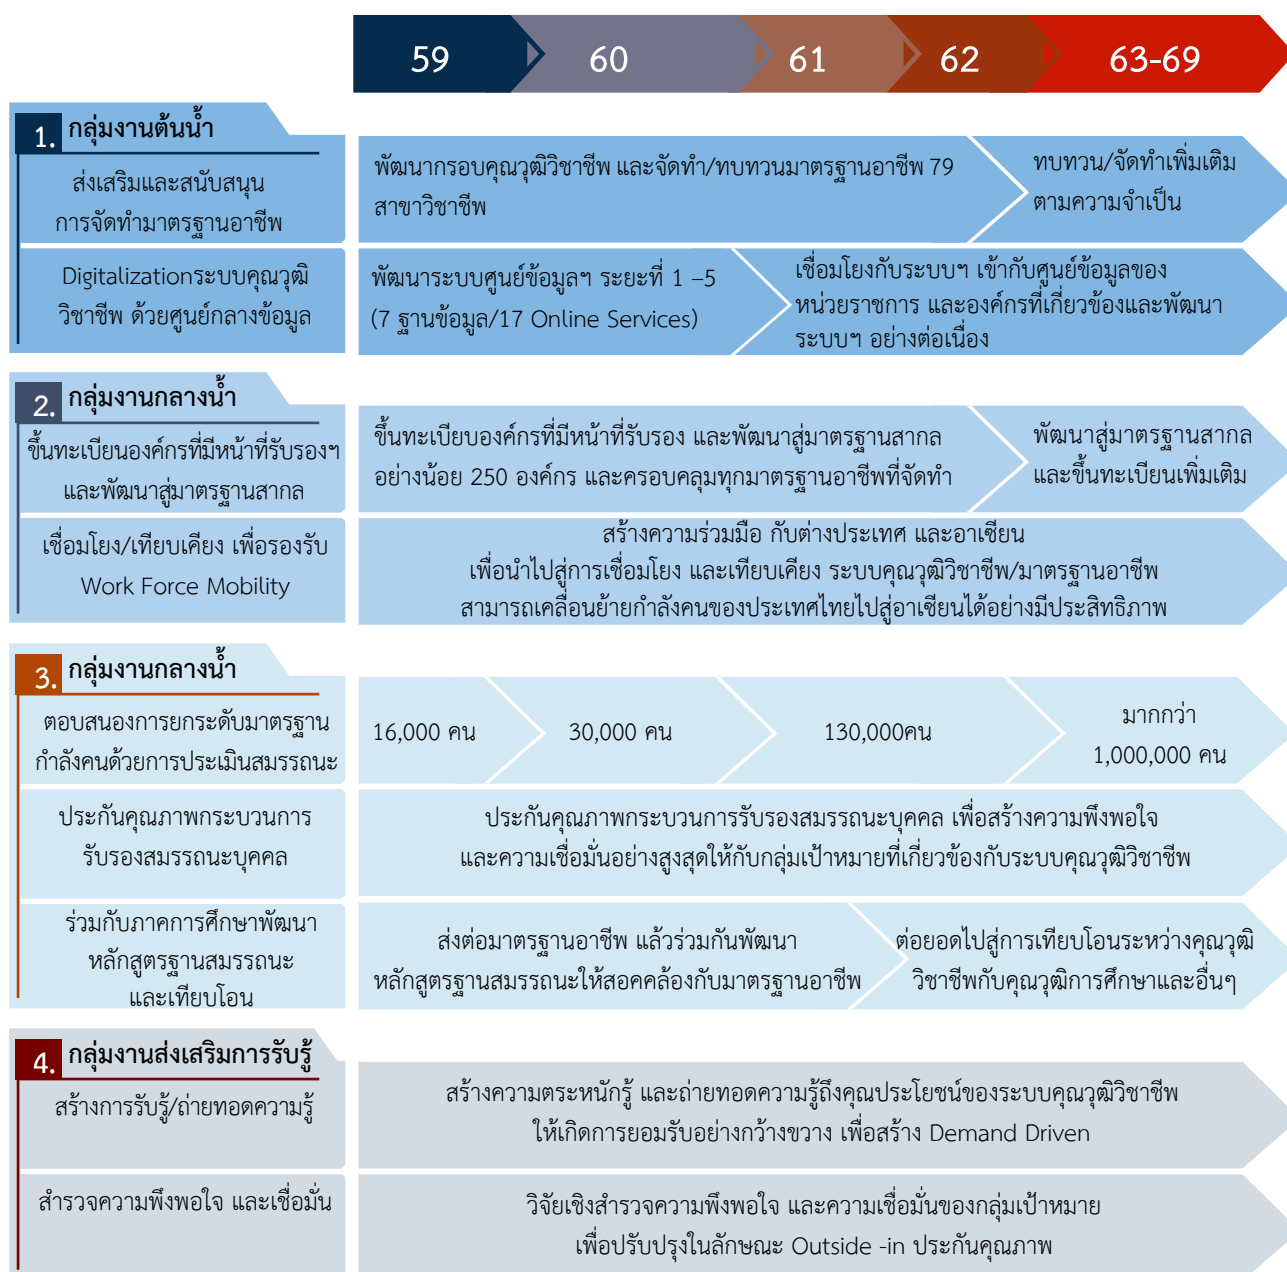 59 60 61 62 63-69
1. กลุ่มงานต้นน้ำ
ส่งเสริมและสนับสนุน
การจัดทำมาตรฐานอาชีพ
พัฒนากรอบคุณวุฒิวิชาชีพ และจัดทำ/ทบทวนมาตรฐานอาชีพ 79
สาขาวิชาชีพ
ทบทวน/จัดทำเพิ่มเติม
ตามความจำเป็น
Digitalizationระบบคุณวุฒิ
วิชาชีพ ด้วยศูนย์กลางข้อมูล
พัฒนาระบบศูนย์ข้อมูลฯ ระยะที่ 1 –5
(7 ฐานข้อมูล/17 Online Services)
เชื่อมโยงกับระบบฯ เข้ากับศูนย์ข้อมูลของ
หน่วยราชการ และองค์กรที่เกี่ยวข้องและพัฒนา
ระบบฯ อย่างต่อเนื่อง
2. กลุ่มงานกลางน้ำ
ขึ้นทะเบียนองค์กรที่มีหน้าที่รับรองฯ
และพัฒนาสู่มาตรฐานสากล
ขึ้นทะเบียองค์กรที่มีหน้าที่รับรอง และพัฒนาสู่มาตรฐานสากล
อย่างน้อย 250 องค์กร และครอบคลุมทุกมาตรฐานอาชีพที่จัดทำ
พัฒนาสู่มาตรฐานสากล
และขึ้นทะเบียนเพิ่มเติม
เชื่อมโยง/เทียบเคียง เพื่อรองรับ
Work Force Mobility
สร้างความร่วมมือ กับต่างประเทศ และอาเซียน
เพื่อนำไปสู่การเชื่อมโยง และเทียบเคียง ระบบคุณวุฒิวิชาชีพ/มาตรฐานอาชีพ
สามารถเคลื่อนย้ายกำลังคนของประเทศไทยไปสู่อาเซียนได้อย่างมีประสิทธิภาพ
3. กลุ่มงานกลางน้ำ
ตอบสนองการยกระดับมาตรฐาน
กำลังคนด้วยการประเมินสมรรถนะ
16,000 คน
30,000 คน
130,000คน
มากกว่า
1,000,000 คน
ประกันคุณภาพกระบวนการ
รับรองสมรรถนะบุคคล
ประกันคุณภาพกระบวนการรับรองสมรรถนะบุคคล เพื่อสร้างความพึงพอใจ
และความเชื่อมั่นอย่างสูงสุดให้กับกลุ่มเป้าหมายที่เกี่ยวข้องกับระบบคุณวุฒิวิชาชีพ
ร่วมกับภาคการศึกษาพัฒนา
หลักสูตรฐานสมรรถนะ
และเทียบโอน
ส่งต่อมาตรฐานอาชีพ แล้วร่วมกันพัฒนา
หลักสูตรฐานสมรรถนะให้สอคคล้องกับมาตรฐานอาชีพ
ต่อยอดไปสู่การเทียบโอนระหว่างคุณวุฒิ
วิชาชีพกับคุณวุฒิการศึกษาและอื่นๆ
4. กลุ่มงานส่งเสริมการรับรู้
สร้างการรับรู้/ถ่ายทอดความรู้
สร้างความตระหนักรู้ และถ่ายทอดความรู้ถึงคุณประโยชน์ของระบบคุณวุฒิวิชาชีพ
ให้เกิดการยอมรับอย่างกว้างขวาง เพื่อสร้าง Demand Driven
สำรวจความพึงพอใจ และเชื่อมั่น
วิจัยเชิงสำรวจความพึงพอใจ และความเชื่อมั่นของกลุ่มเป้าหมาย
เพื่อปรับปรุงในลักษณะ Outside -in ประกันคุณภาพ